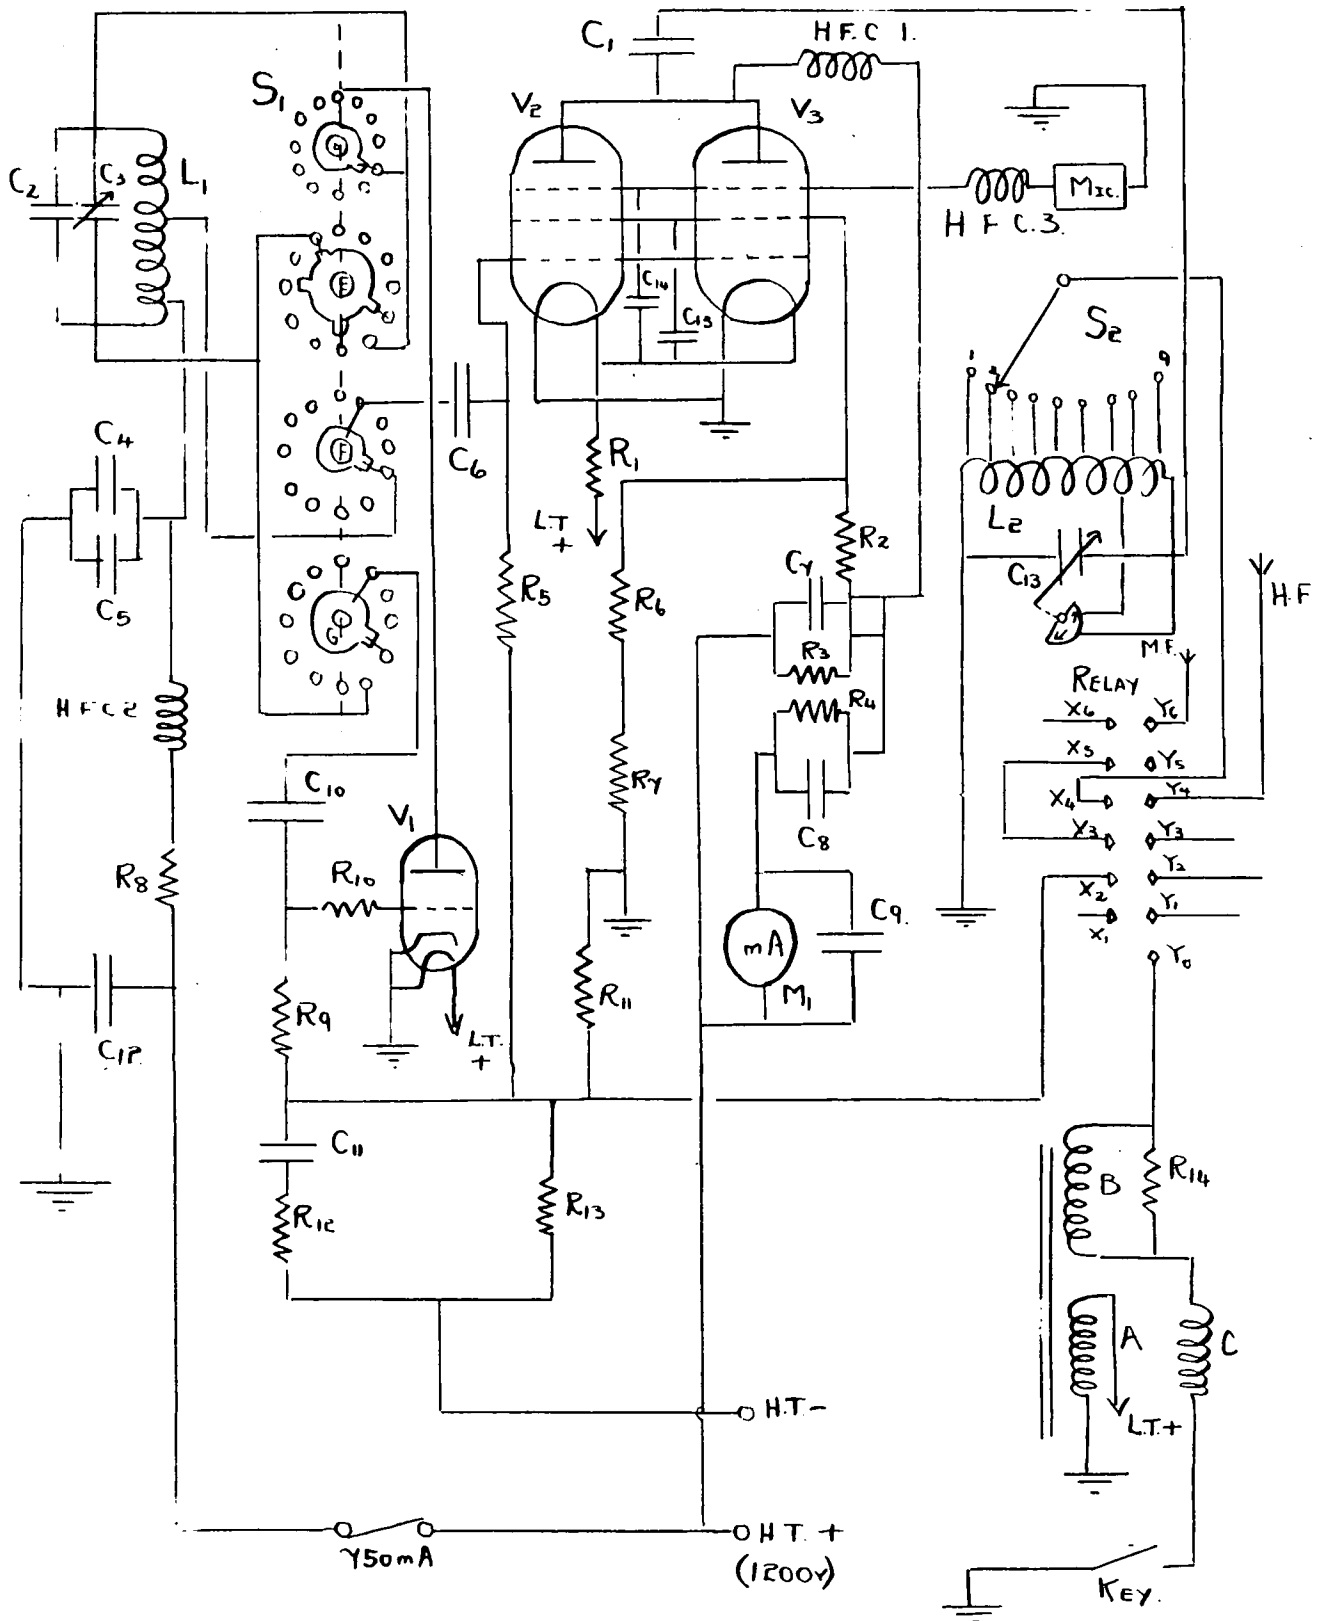 C1
H.F.C 1.
S1
V2
V3
C2
C3
L1
Mic.
H F C.3.
E
C14
C15
S2
1
9
C4
F
C6
R1
L.T
+
L2
R2
C13
H.F
C5
R5
R6
C7
G
R3
M.F.
H F C 2
R4
RELAY
X6
Y6
X5
Y5
C10
R7
X4
Y4
V1
C8
X3
Y3
R8
R10
X2
Y2
C9.
X1
Y1
mA
Y0
R9
R11
M1
L.T.
+
C12
C11
B
R14
R12
R13
A
C
H.T.-
L.T.+
H.T. +
750mA
(1200V)
KEY.